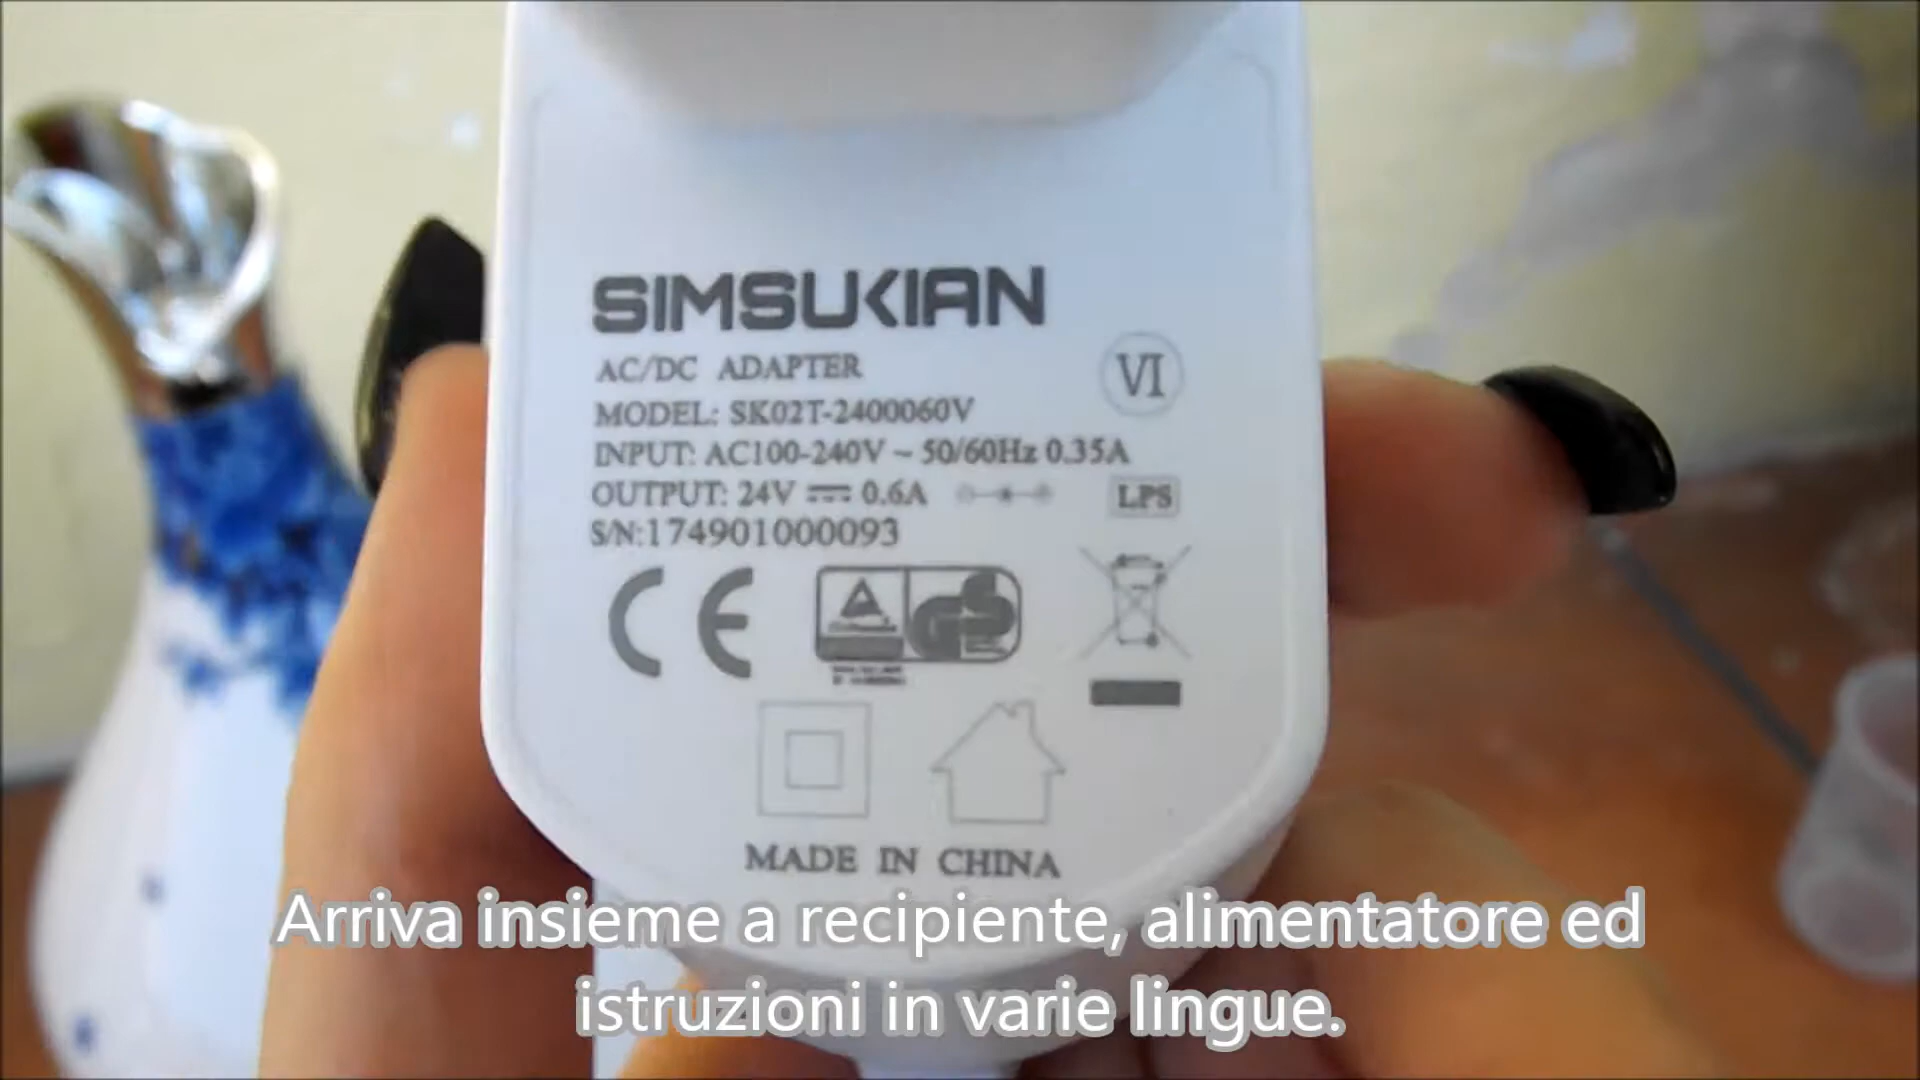 SIMSUKIAN
AC/DC ADAPTER
VI
MODEL: SK02T-2400060V
INPUT: AC100-240V ~ 50/60Hz 0.35A
OUTPUT: 24V ⎓ 0.6A LPS
S/N:174901000093
CE
MADE IN CHINA
Arriva insieme a recipiente, alimentatore ed
istruzioni in varie lingue.